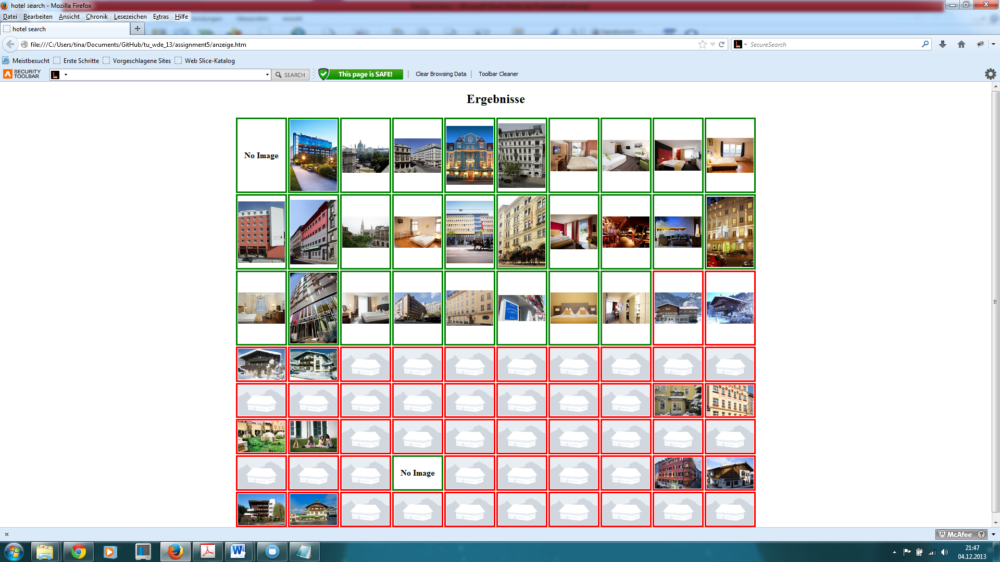 hotel search - Mozilla Firefox
Datei Bearbeiten Ansicht Chronik Lesezeichen Extras Hilfe
hotel search
file:///C:/Users/tina/Documents/GitHub/tu_wde_13/assignment5/anzeige.htm
SecureSearch
Meistbesucht Erste Schritte Vorgeschlagene Sites Web Slice-Katalog
SECURITY TOOLBAR
SEARCH
This page is SAFE!
Clear Browsing Data
Toolbar Cleaner
Ergebnisse
No Image
No Image
McAfee
21:47
04.12.2013